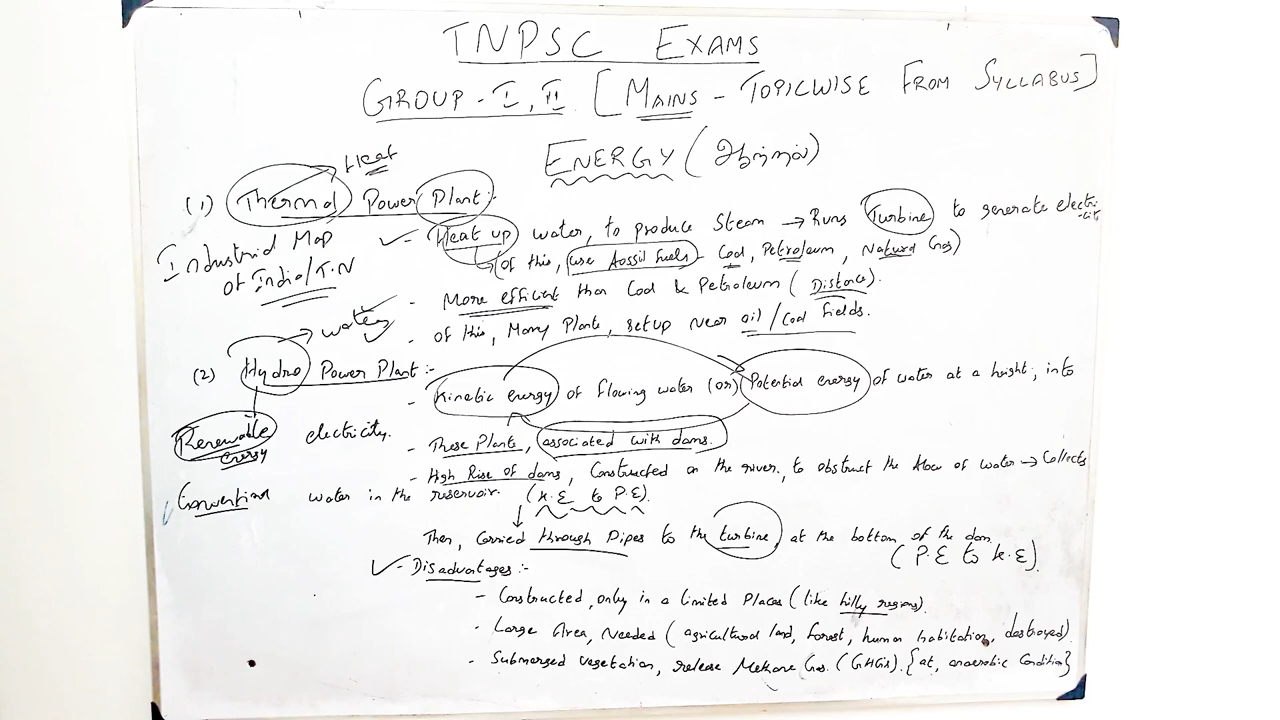 TNPSC EXAMS
GROUP-I, II. [MAINS - TOPICWISE FROM SYLLABUS]
ENERGY (ஆற்றல்)
Heat
(1) Thermal Power Plant:-
Industrial Map of India/T.N
✓- Heat up water, to produce Steam → Runs Turbine to generate electricity
(of this, use fossil fuels - Coal, Petroleum, Natural Gas)
- More efficient than Coal & Petroleum (Distance).
- of this, Many Plants, setup near oil/Coal fields.
→ water
(2) Hydro Power Plant:-
- Kinetic energy of flowing water (or) Potential energy of water at a height, into
electricity.
Renewable energy
- These Plants, associated with dams.
- High Rise of dams, Constructed on the river, to obstruct the flow of water → Collects
water in the reservoir. (K.E to P.E).
Conventional
Then, Carried through Pipes to the turbine, at the bottom of the dam.
(P.E to K.E).
✓- Disadvantages:-
- Constructed, only in a limited Places (like hilly regions).
- Large Area, Needed (agricultural land, forest, human habitation, destroyed).
- Submerged vegetation, release Methane Gas. (GHGs). {at, anaerobic Condition}